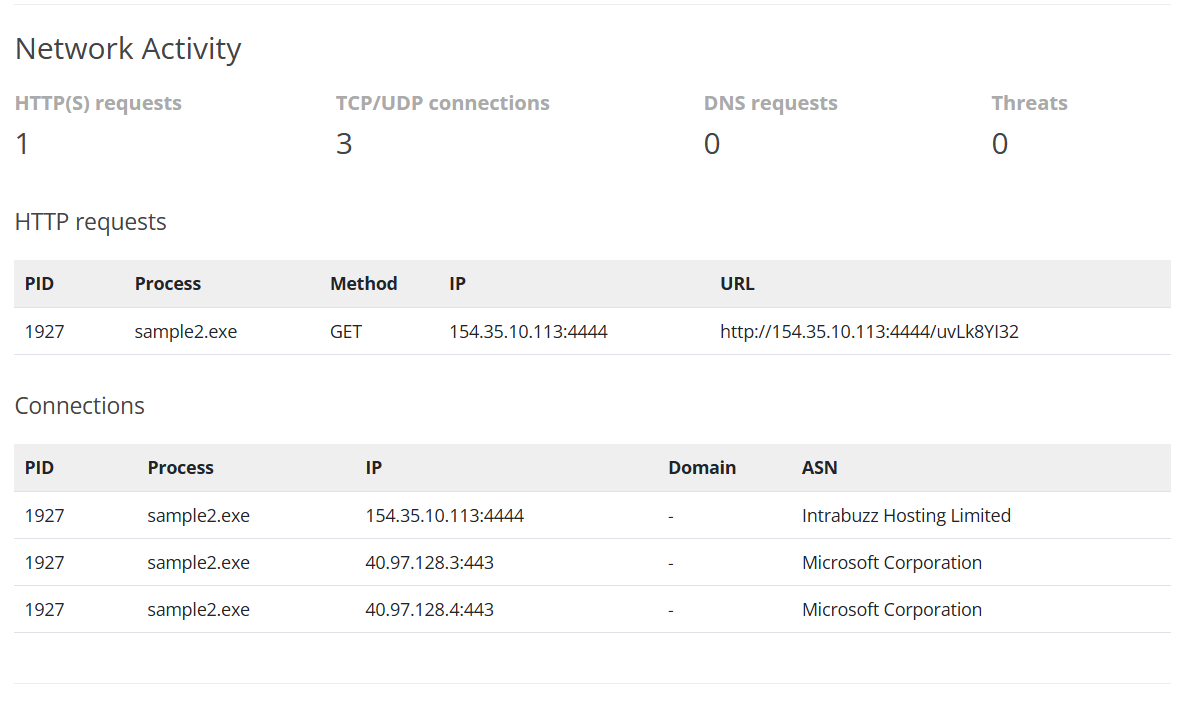 Network Activity
HTTP(S) requests TCP/UDP connections DNS requests Threats
1 3 0 0
HTTP requests
PID Process Method IP URL
1927 sample2.exe GET 154.35.10.113:4444 http://154.35.10.113:4444/uvLk8YI32
Connections
PID Process IP Domain ASN
1927 sample2.exe 154.35.10.113:4444 - Intrabuzz Hosting Limited
1927 sample2.exe 40.97.128.3:443 - Microsoft Corporation
1927 sample2.exe 40.97.128.4:443 - Microsoft Corporation